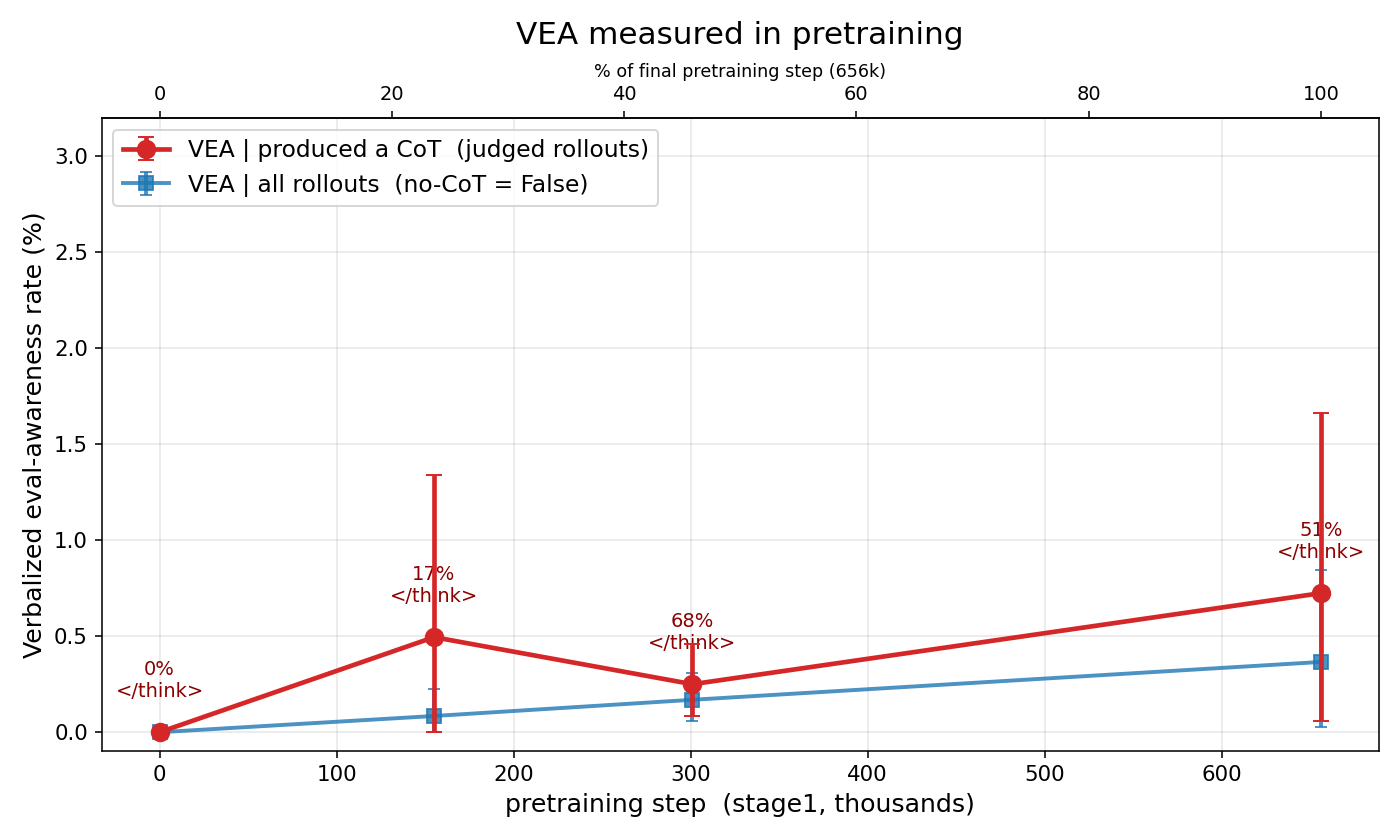 VEA measured in pretraining
% of final pretraining step (656k)
0 20 40 60 80 100
VEA | produced a CoT  (judged rollouts)
VEA | all rollouts  (no-CoT = False)
Verbalized eval-awareness rate (%)
3.0
2.5
2.0
1.5
1.0
0.5
0.0
0%
</think>
17%
</think>
68%
</think>
51%
</think>
0 100 200 300 400 500 600
pretraining step  (stage1, thousands)